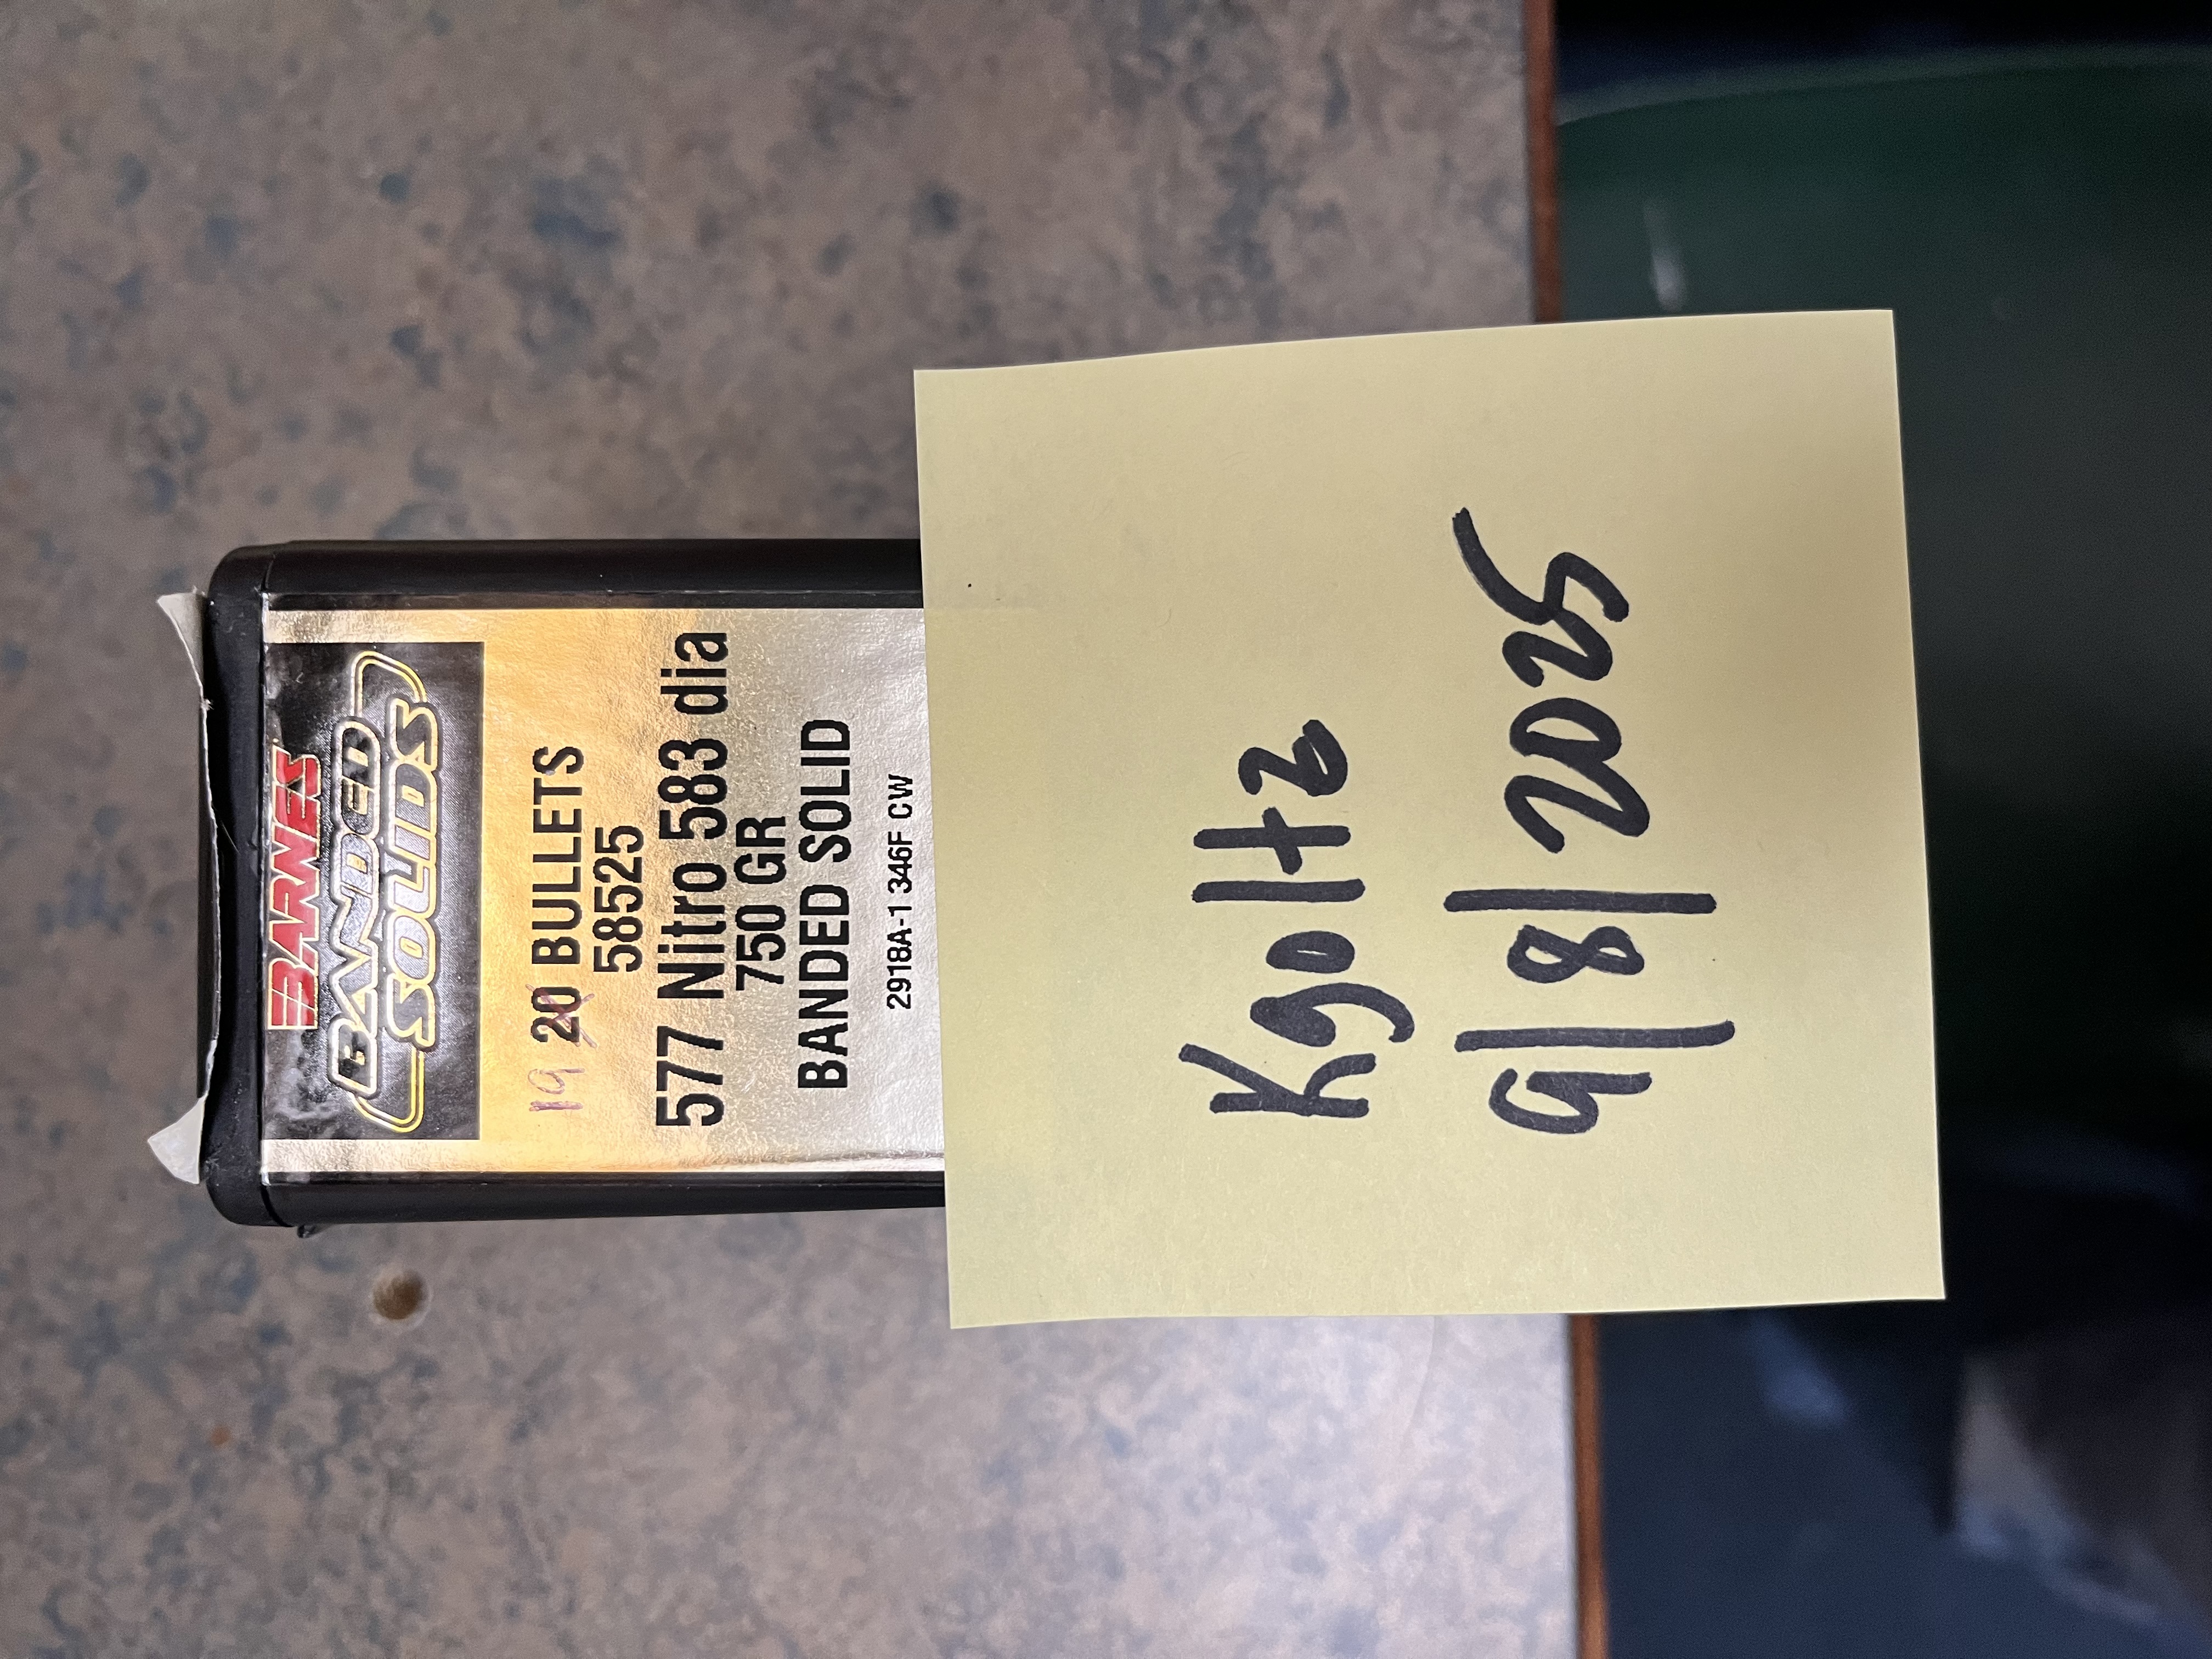 BARNES
BANDED
SOLIDS
19 20 BULLETS
58525
577 Nitro 583 dia
750 GR
BANDED SOLID
2918A-1 346F CW
Kgoltz
9/8/2025